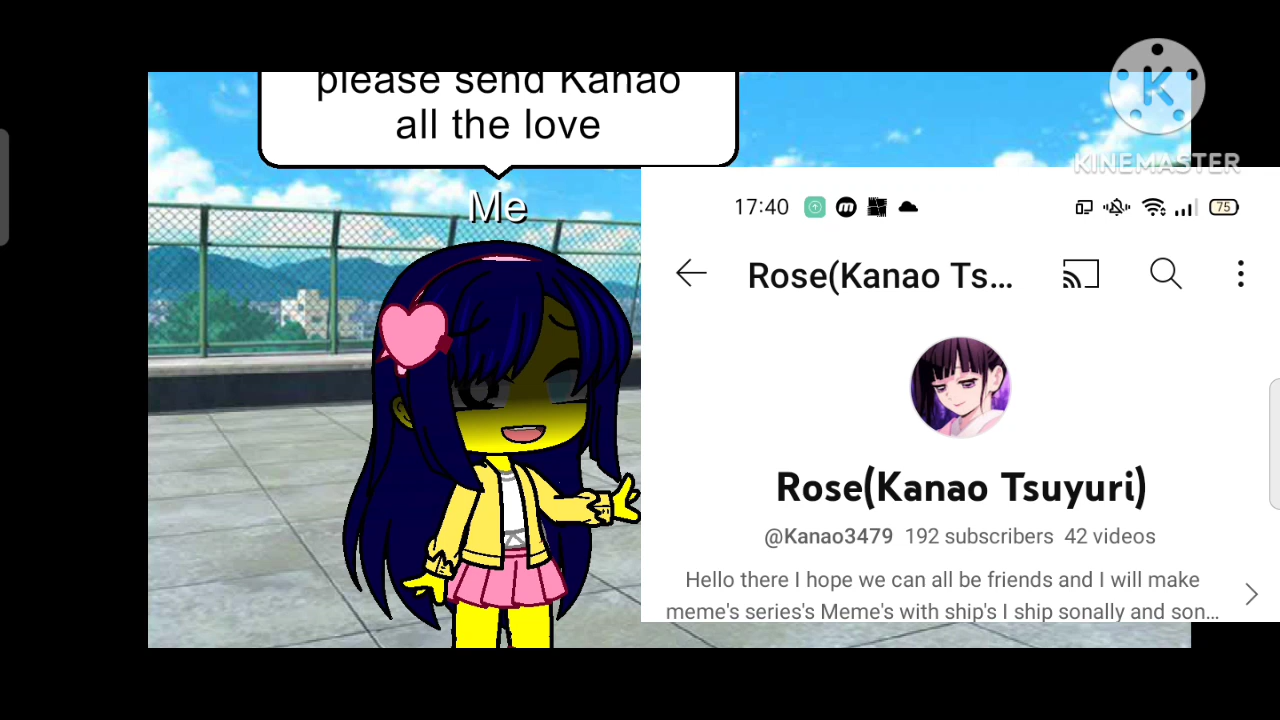 please send Kanao
all the love
Me
KINEMASTER
17:40
75
Rose(Kanao Ts...
Rose(Kanao Tsuyuri)
@Kanao3479 192 subscribers 42 videos
Hello there I hope we can all be friends and I will make
meme's series's Meme's with ship's I ship sonally and son...